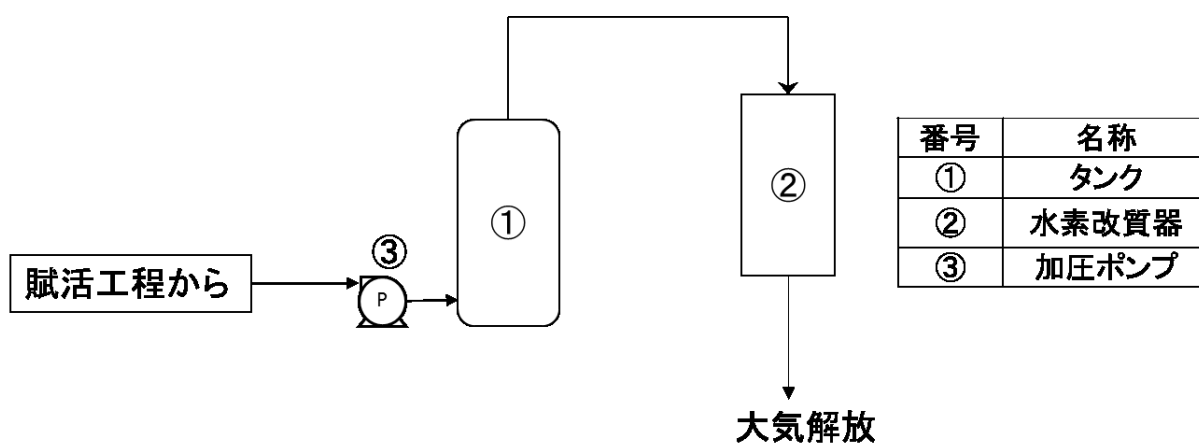 ①
②
③
P
賦活工程から
大気解放
番号 名称
① タンク
② 水素改質器
③ 加圧ポンプ